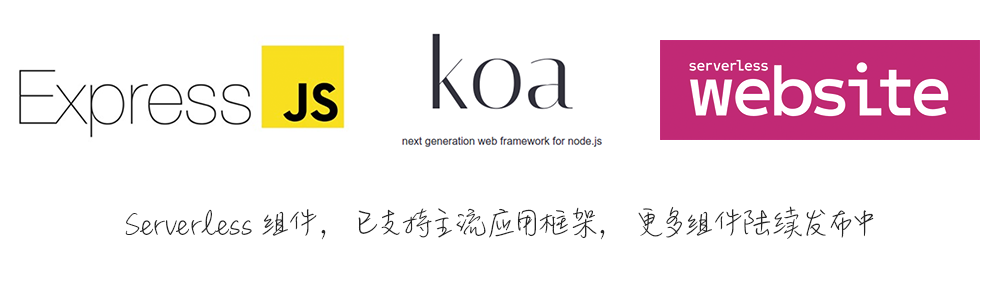 Express JS
koa
next generation web framework for node.js
serverless
website
Serverless 组件， 已支持主流应用框架， 更多组件陆续发布中